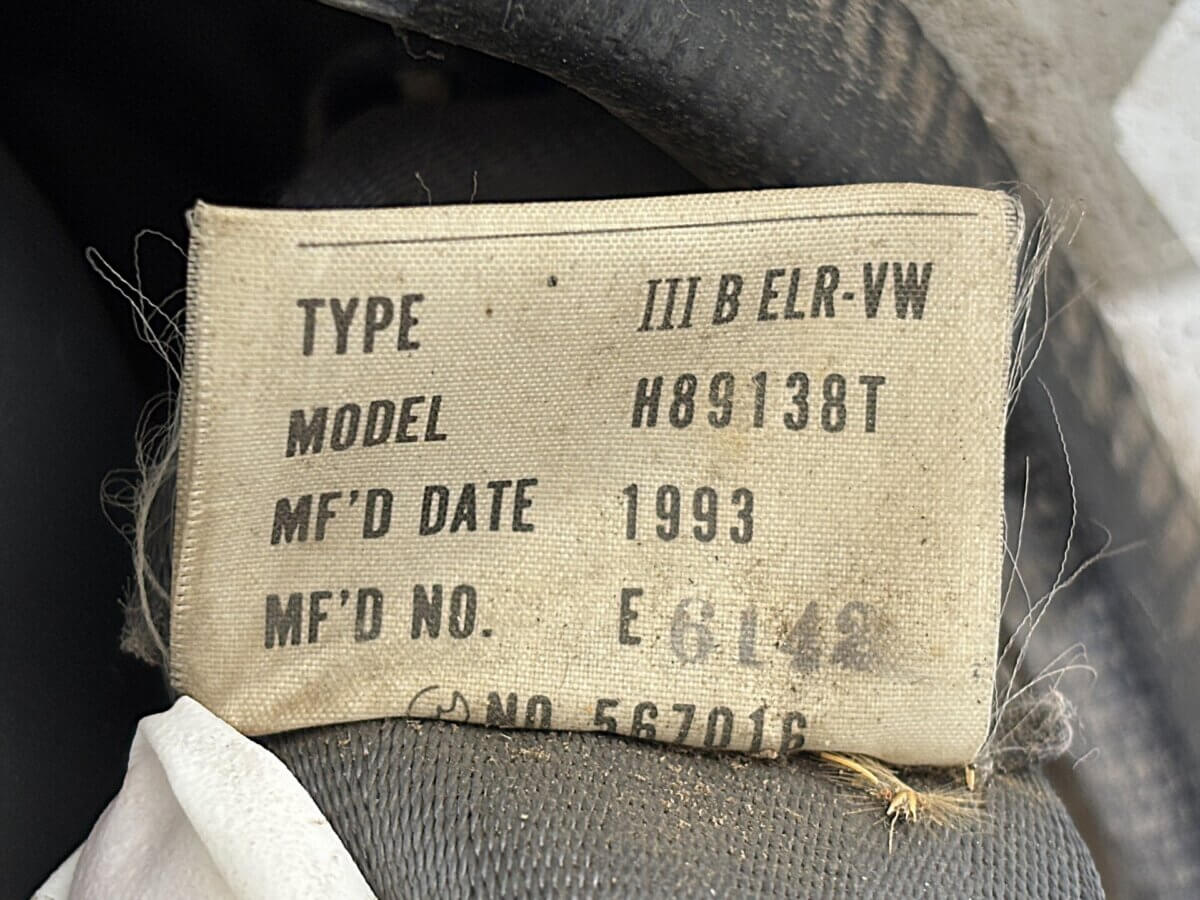 TYPE III B ELR-VW
MODEL H89138T
MF'D DATE 1993
MF'D NO. E 6142
NO 567016